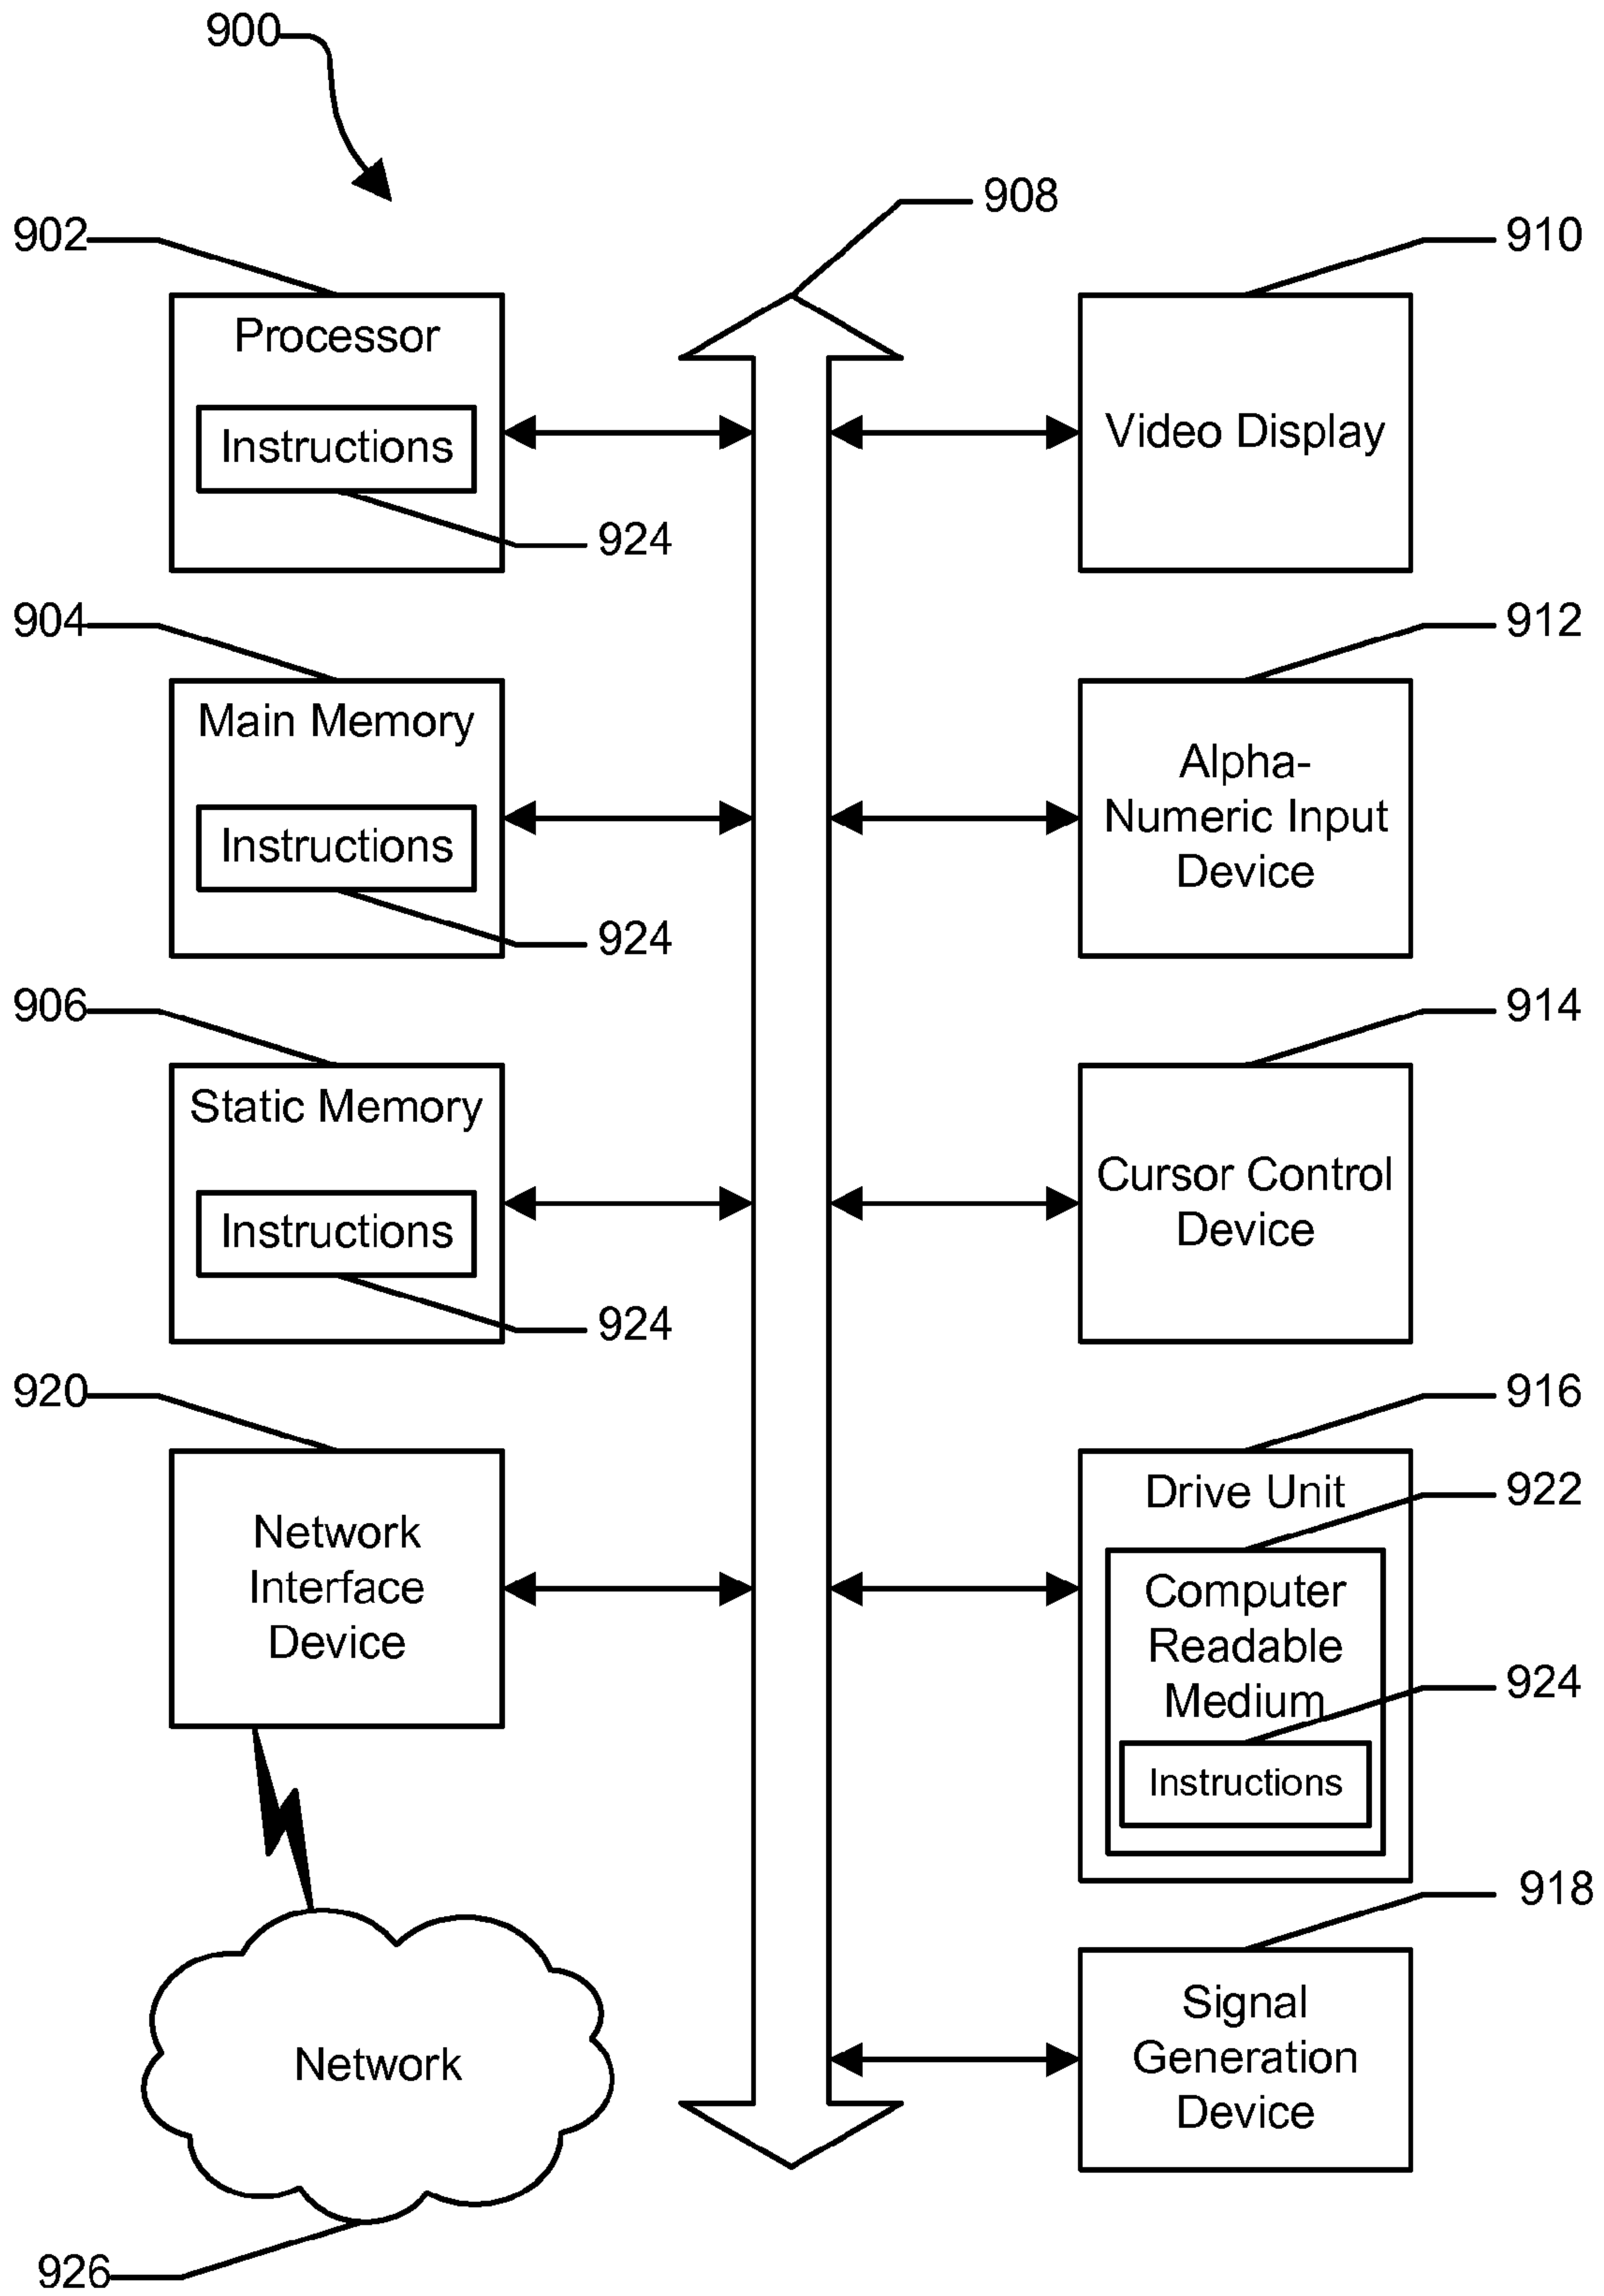 900
908
902
910
Processor
Instructions
924
Video Display
904
912
Main Memory
Instructions
924
Alpha-
Numeric Input
Device
906
914
Static Memory
Instructions
924
Cursor Control
Device
920
916
Network
Interface
Device
Drive Unit
922
Computer
Readable
Medium
924
Instructions
918
Signal
Generation
Device
Network
926